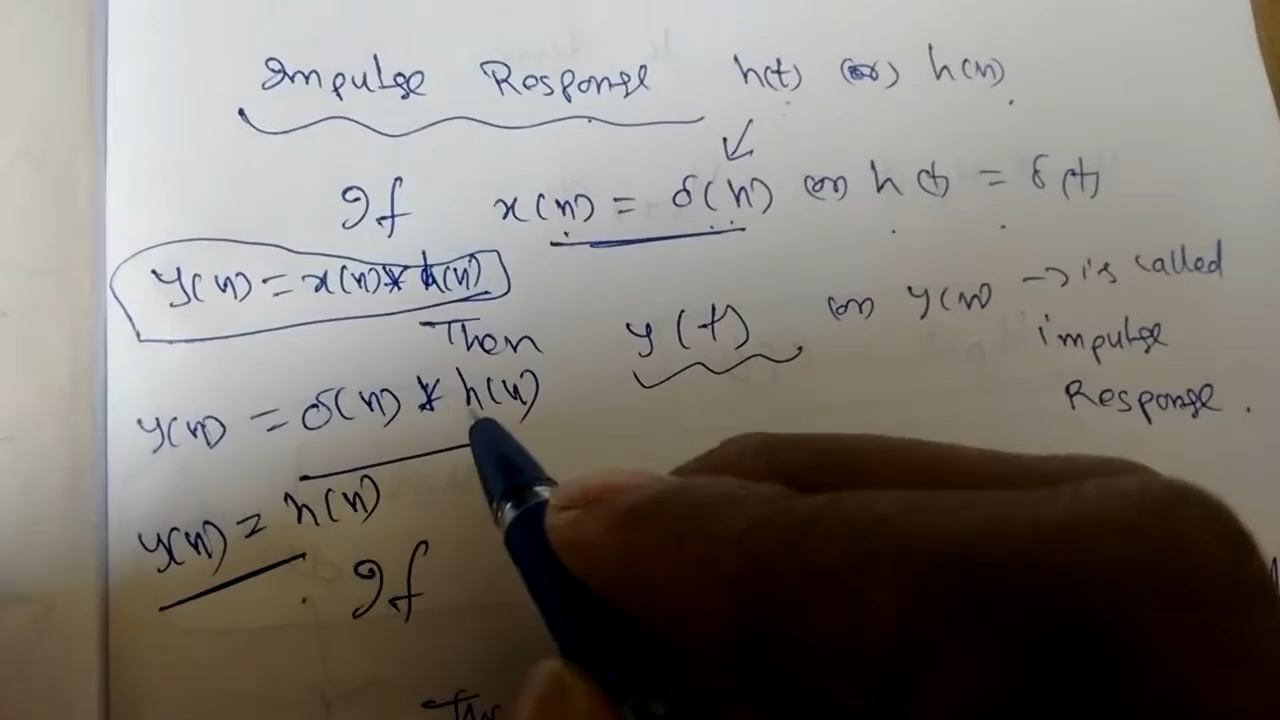 Impulse Response h(t) (or) h(n)
If x(n) = δ(n) (or) h(t) = δ(t)
y(n) = x(n) * h(n)
Then y(t) (or) y(n) → is called
impulse
Response.
y(n) = δ(n) * h(n)
y(n) = h(n)
If